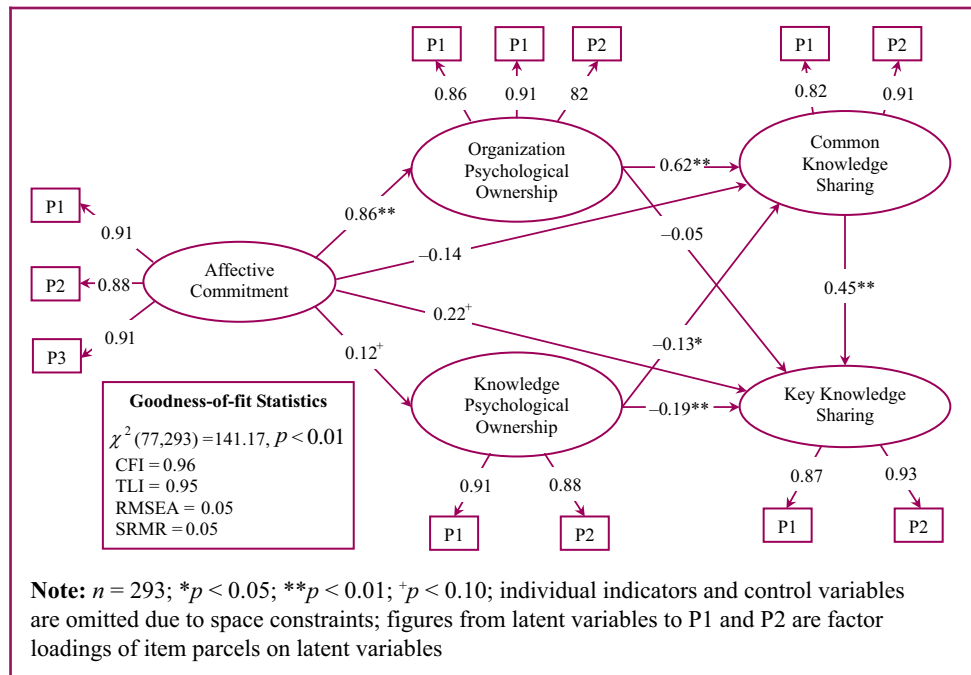 P1
P1
P2
P1
P2
0.86
0.91
82
0.82
0.91
Organization
Psychological
Ownership
Common
Knowledge
Sharing
0.62**
P1
0.91
0.86**
–0.14
–0.05
P2
0.88
Affective
Commitment
0.45**
0.22+
P3
0.91
0.12+
–0.13*
Knowledge
Psychological
Ownership
–0.19**
Key Knowledge
Sharing
0.91
0.88
0.87
0.93
P1
P2
P1
P2
Goodness-of-fit Statistics
χ² (77,293) =141.17, p < 0.01
CFI = 0.96
TLI = 0.95
RMSEA = 0.05
SRMR = 0.05
Note: n = 293; *p < 0.05; **p < 0.01; +p < 0.10; individual indicators and control variables
are omitted due to space constraints; figures from latent variables to P1 and P2 are factor
loadings of item parcels on latent variables